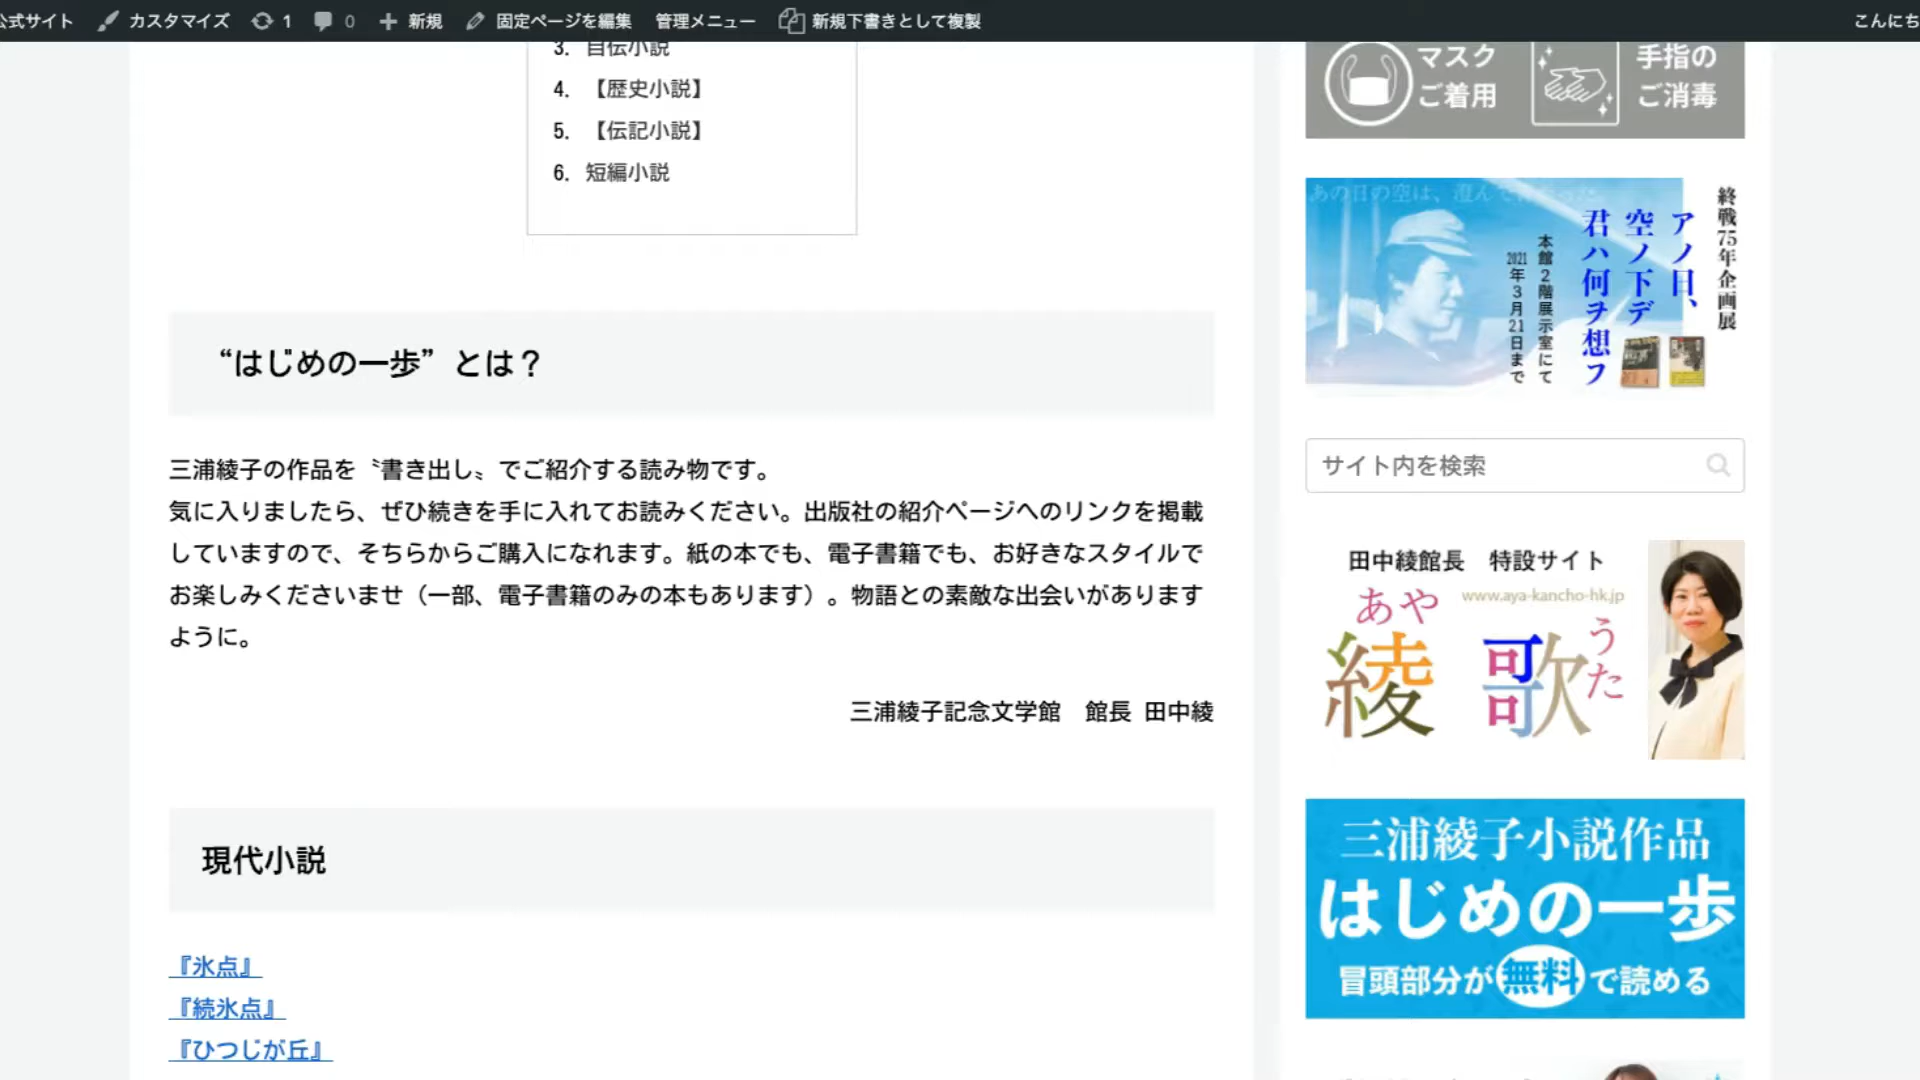 公式サイト カスタマイズ 1 0 新規 固定ページを編集 管理メニュー 新規下書きとして複製 こんにち
3. 自伝小説
4. 【歴史小説】
5. 【伝記小説】
6. 短編小説
“はじめの一歩” とは？
三浦綾子の作品を〝書き出し〟でご紹介する読み物です。
気に入りましたら、ぜひ続きを手に入れてお読みください。出版社の紹介ページへのリンクを掲載
していますので、そちらからご購入になれます。紙の本でも、電子書籍でも、お好きなスタイルで
お楽しみくださいませ（一部、電子書籍のみの本もあります）。物語との素敵な出会いがあります
ように。
三浦綾子記念文学館　館長 田中綾
現代小説
『氷点』
『続氷点』
『ひつじが丘』
マスク
ご着用
手指の
ご消毒
あの日の空は、澄んで
終戦75年企画展
アノ日、
空ノ下デ
君ハ何ヲ想フ
本館２階展示室にて
2021年３月21日まで
サイト内を検索
田中綾館長　特設サイト
www.aya-kancho-hk.jp
あや
綾
うた
歌
三浦綾子小説作品
はじめの一歩
冒頭部分が無料で読める